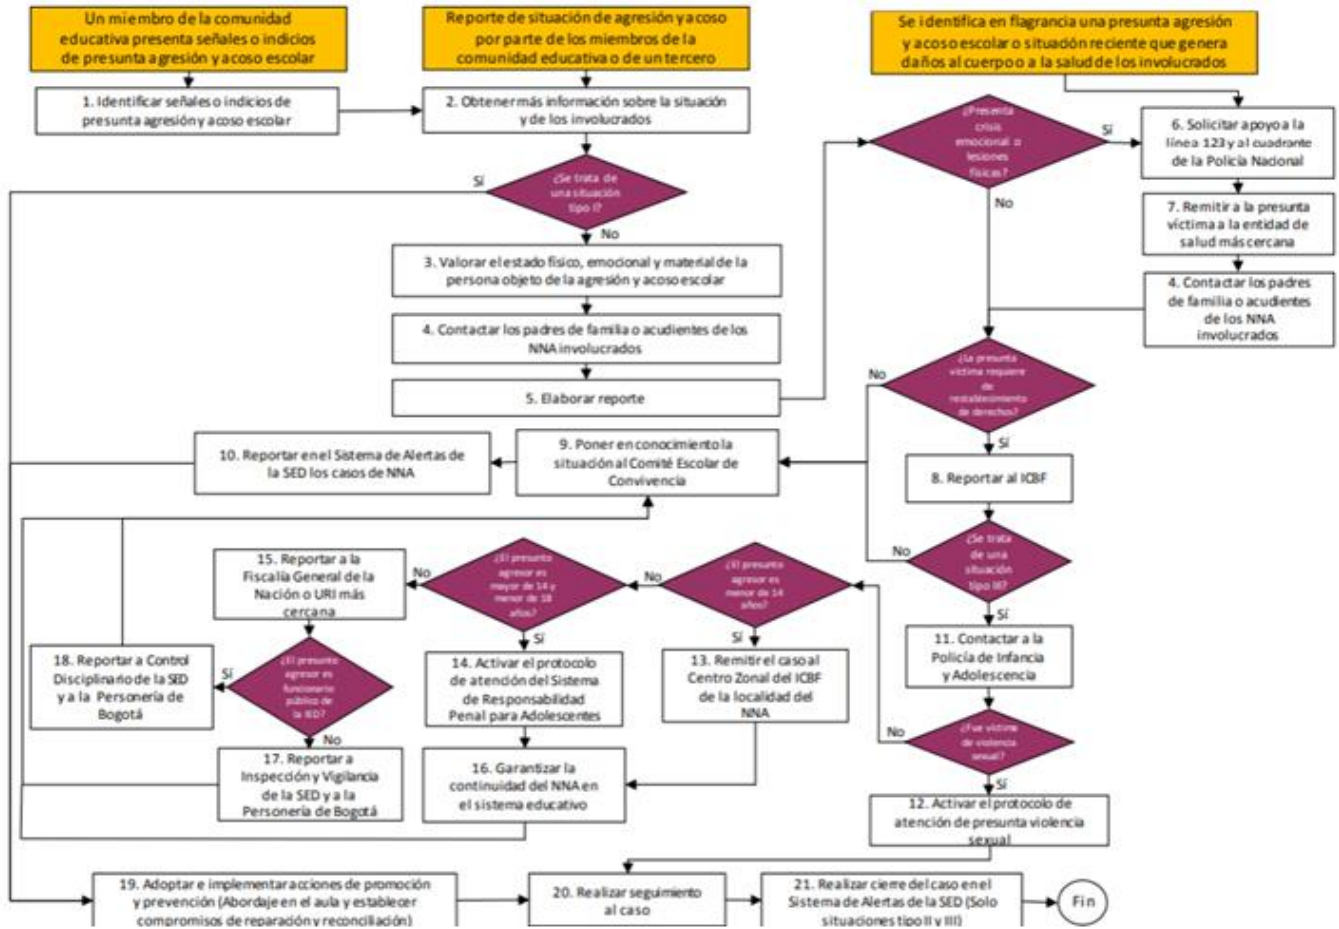 Un miembro de la comunidad
educativa presenta señales o indicios
de presunta agresión y acoso escolar
Reporte de situación de agresión y acoso
por parte de los miembros de la
comunidad educativa o de un tercero
Se identifica en flagrancia una presunta agresión
y acoso escolar o situación reciente que genera
daños al cuerpo o a la salud de los involucrados
1. Identificar señales o indicios de
presunta agresión y acoso escolar
2. Obtener más información sobre la situación
y de los involucrados
¿Presenta
crisis
emocional o
lesiones
físicas?
Sí
No
6. Solicitar apoyo a la
línea 123 y al cuadrante
de la Policía Nacional
¿Se trata de
una situación
tipo I?
Sí
No
7. Remitir a la presunta
víctima a la entidad de
salud más cercana
3. Valorar el estado físico, emocional y material de la
persona objeto de la agresión y acoso escolar
4. Contactar los padres
de familia o acudientes
de los NNA
involucrados
4. Contactar los padres de familia o acudientes de los
NNA involucrados
5. Elaborar reporte
¿La presunta
víctima requiere
de
restablecimiento
de derechos?
No
Sí
10. Reportar en el Sistema de Alertas de
la SED los casos de NNA
9. Poner en conocimiento la
situación al Comité Escolar de
Convivencia
8. Reportar al ICBF
¿Se trata
de una
situación
tipo III?
No
Sí
15. Reportar a la
Fiscalía General de la
Nación o URI más
cercana
No
¿El presunto
agresor es
mayor de 14 y
menor de 18
años?
Sí
No
¿El presunto
agresor es
menor de 14
años?
Sí
11. Contactar a la
Policía de Infancia
y Adolescencia
18. Reportar a Control
Disciplinario de la SED
y a la Personería de
Bogotá
Sí
¿El presunto
agresor es
funcionario
público de
la IED?
No
14. Activar el protocolo
de atención del Sistema
de Responsabilidad
Penal para Adolescentes
13. Remitir el caso al
Centro Zonal del ICBF
de la localidad del
NNA
No
¿Fue víctima
de violencia
sexual?
Sí
17. Reportar a
Inspección y Vigilancia
de la SED y a la
Personería de Bogotá
16. Garantizar la
continuidad del NNA en
el sistema educativo
12. Activar el protocolo de
atención de presunta violencia
sexual
19. Adoptar e implementar acciones de promoción
y prevención (Abordaje en el aula y establecer
compromisos de reparación y reconciliación)
20. Realizar seguimiento
al caso
21. Realizar cierre del caso en el
Sistema de Alertas de la SED (Solo
situaciones tipo II y III)
Fin